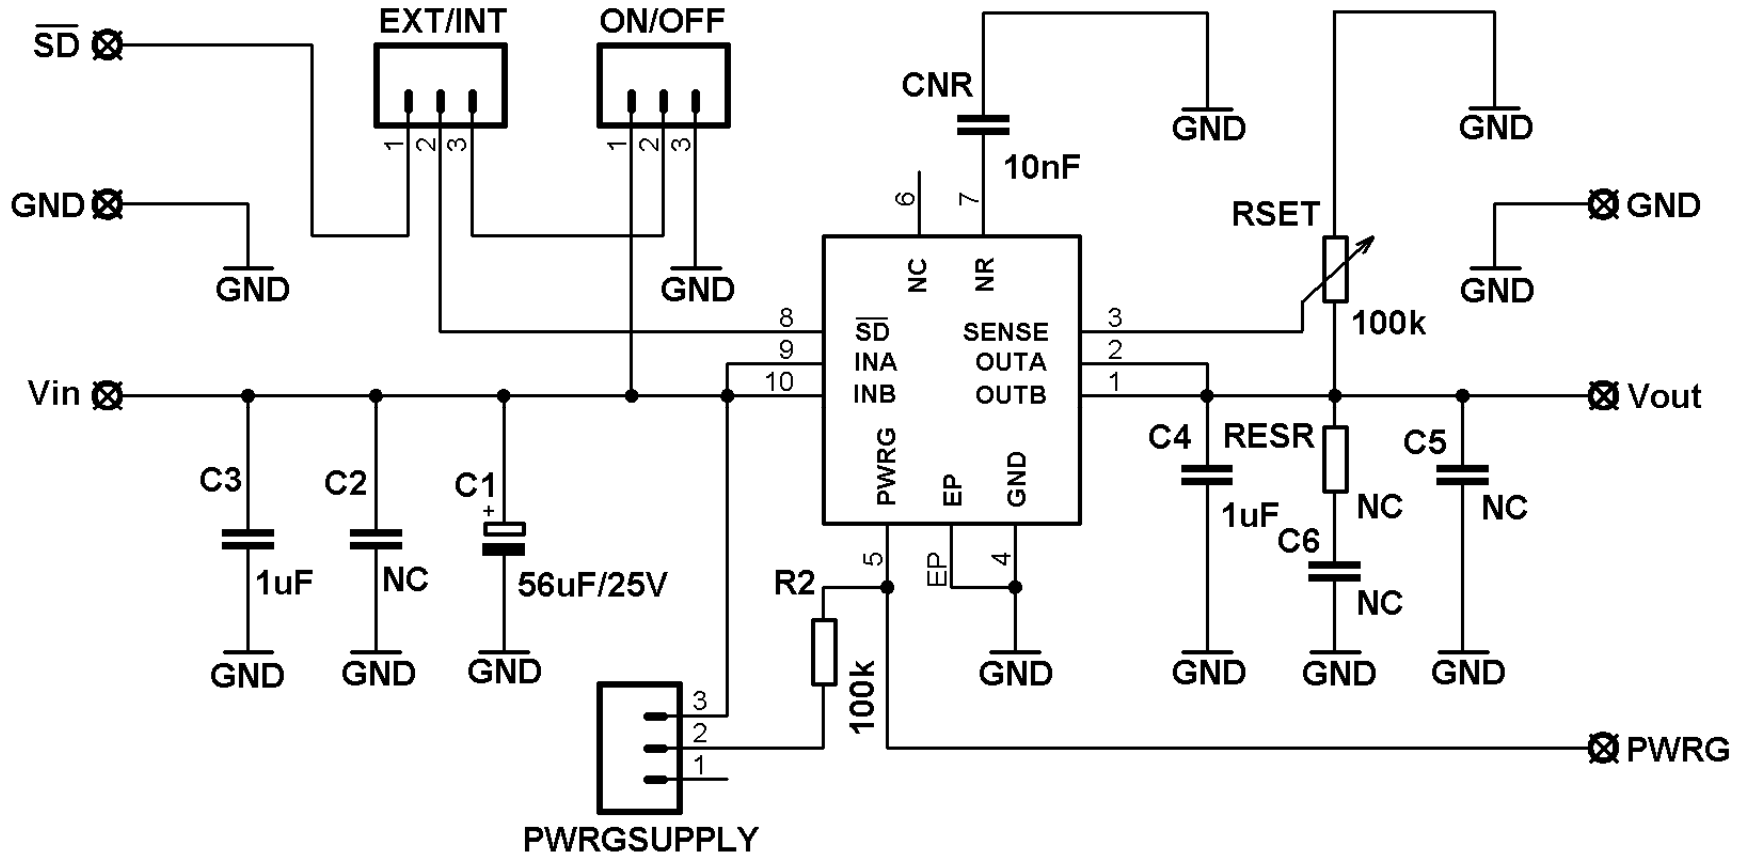 EXT/INT
ON/OFF
SD
CNR
GND
GND
1
2
3
1
2
3
10nF
GND
6
7
RSET
GND
GND
GND
NC
NR
GND
100k
8
SD
SENSE
3
9
INA
OUTA
2
Vin
10
INB
OUTB
1
Vout
C3
C2
C1
+
PWRG
EP
GND
C4
RESR
C5
1uF
NC
NC
C6
1uF
NC
56uF/25V
R2
5
EP
4
NC
GND
GND
GND
100k
GND
GND
GND
GND
3
2
1
PWRG
PWRGSUPPLY